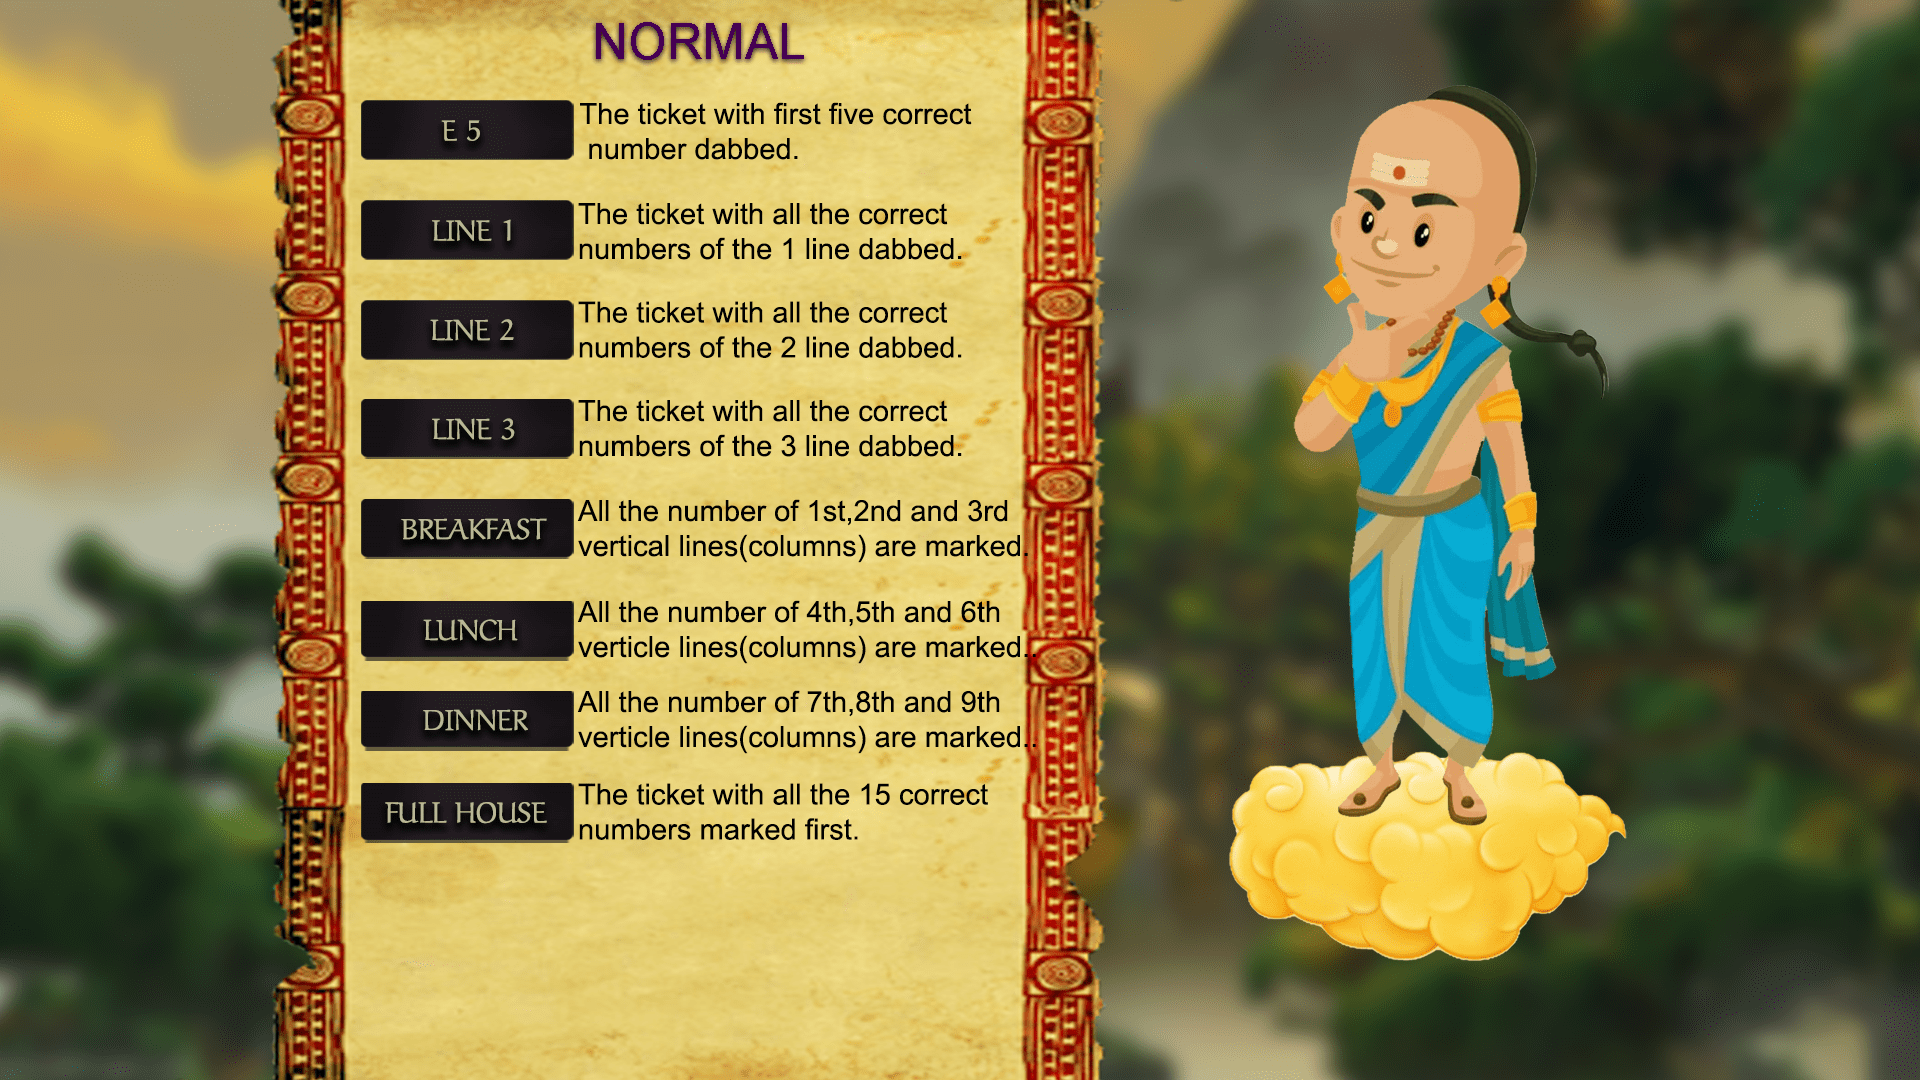 NORMAL
E 5
The ticket with first five correct
number dabbed.
LINE 1
The ticket with all the correct
numbers of the 1 line dabbed.
LINE 2
The ticket with all the correct
numbers of the 2 line dabbed.
LINE 3
The ticket with all the correct
numbers of the 3 line dabbed.
BREAKFAST
All the number of 1st,2nd and 3rd
vertical lines(columns) are marked.
LUNCH
All the number of 4th,5th and 6th
verticle lines(columns) are marked..
DINNER
All the number of 7th,8th and 9th
verticle lines(columns) are marked..
FULL HOUSE
The ticket with all the 15 correct
numbers marked first.